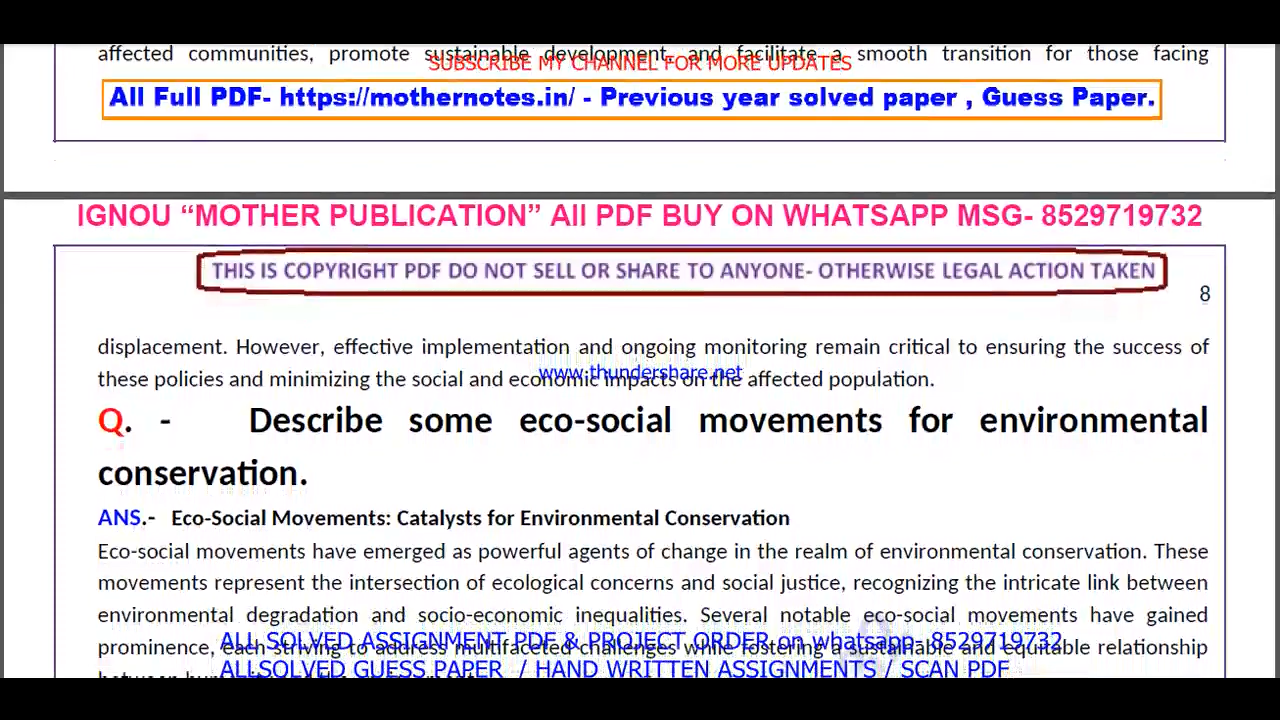 affected communities, promote sustainable development, and facilitate a smooth transition for those facing
SUBSCRIBE MY CHANNEL FOR MORE UPDATES
All Full PDF- https://mothernotes.in/ - Previous year solved paper , Guess Paper.
IGNOU “MOTHER PUBLICATION” All PDF BUY ON WHATSAPP MSG- 8529719732
THIS IS COPYRIGHT PDF DO NOT SELL OR SHARE TO ANYONE- OTHERWISE LEGAL ACTION TAKEN
8
displacement. However, effective implementation and ongoing monitoring remain critical to ensuring the success of
www.thundershare.net
these policies and minimizing the social and economic impacts on the affected population.
Q. - Describe some eco-social movements for environmental
conservation.
ANS.- Eco-Social Movements: Catalysts for Environmental Conservation
Eco-social movements have emerged as powerful agents of change in the realm of environmental conservation. These
movements represent the intersection of ecological concerns and social justice, recognizing the intricate link between
environmental degradation and socio-economic inequalities. Several notable eco-social movements have gained
ALL SOLVED ASSIGNMENT PDF & PROJECT ORDER on whatsapp- 8529719732
prominence, each striving to address multifaceted challenges while fostering a sustainable and equitable relationship
ALLSOLVED GUESS PAPER / HAND WRITTEN ASSIGNMENTS / SCAN PDF